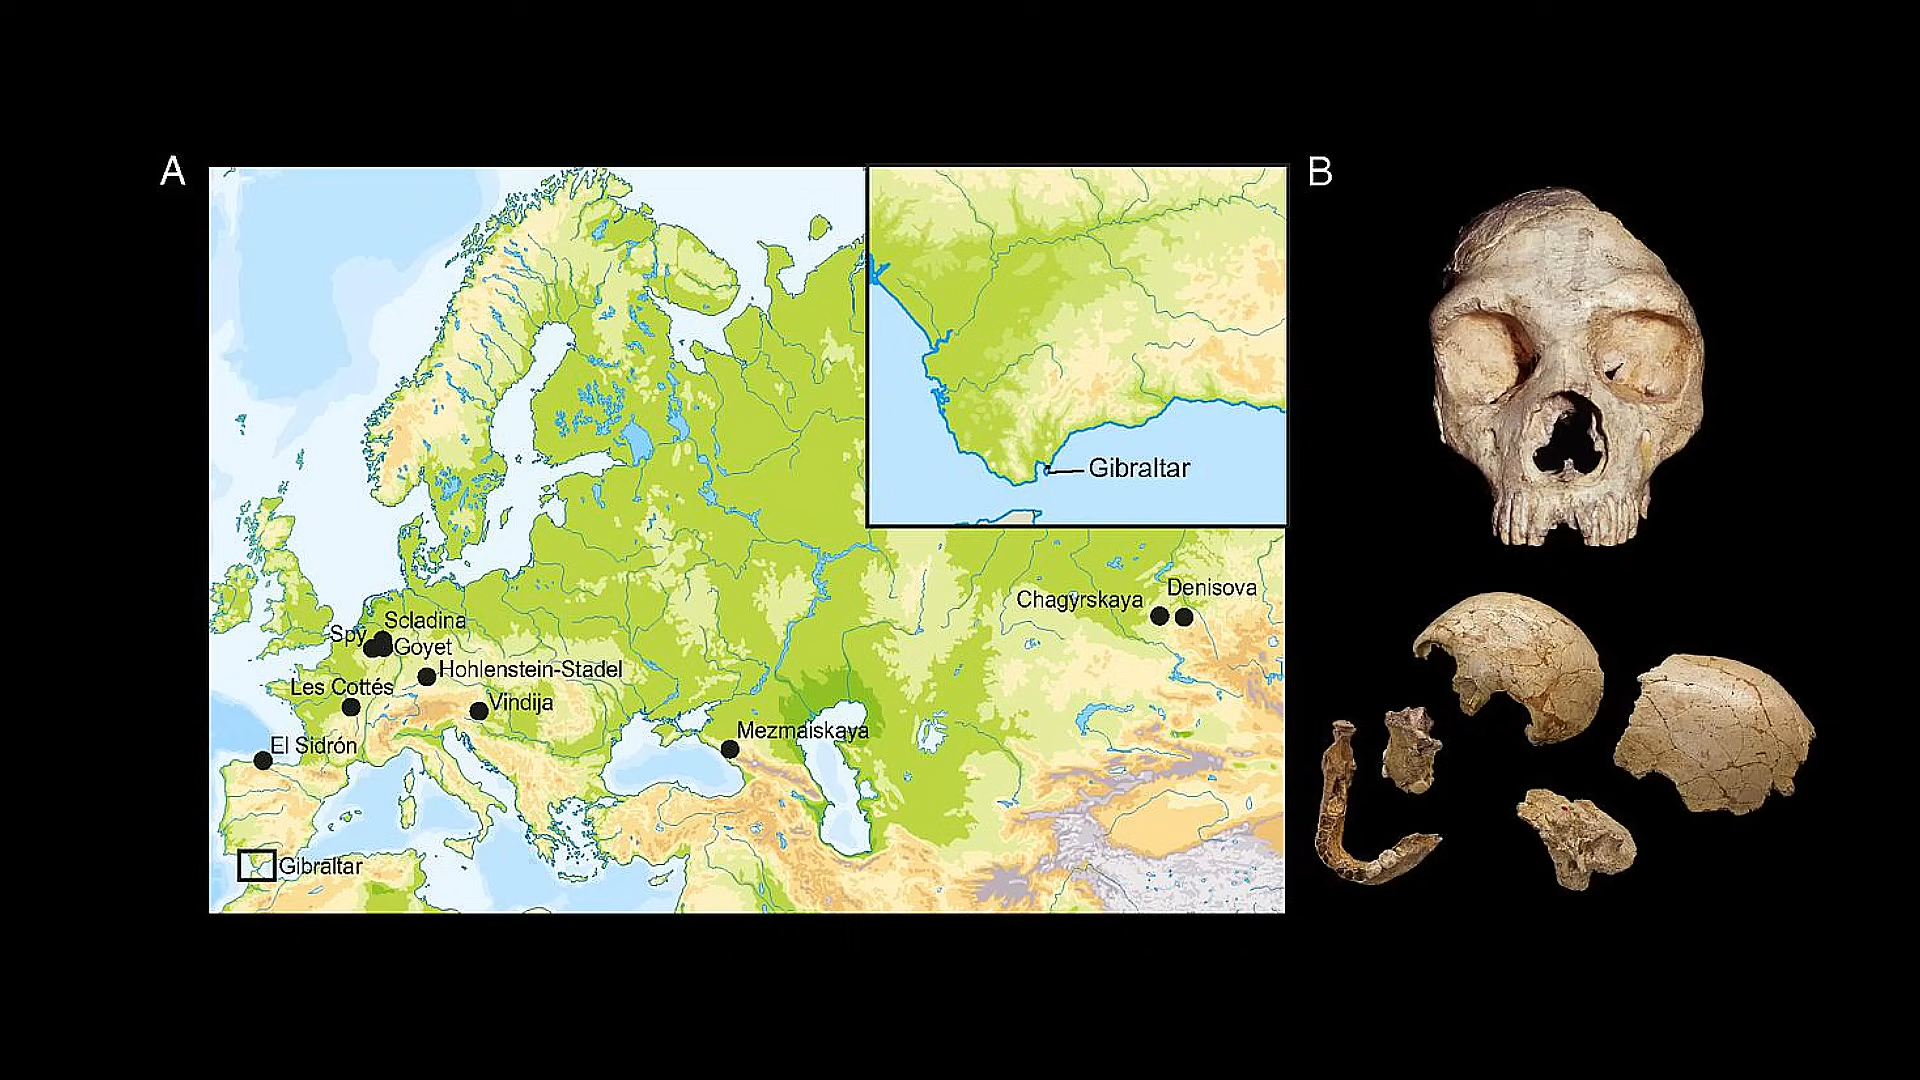 A
B
Gibraltar
Denisova
Chagyrskaya
Scladina
Spy
Goyet
Hohlenstein-Stadel
Les Cottés
Vindija
Mezmaiskaya
El Sidrón
Gibraltar